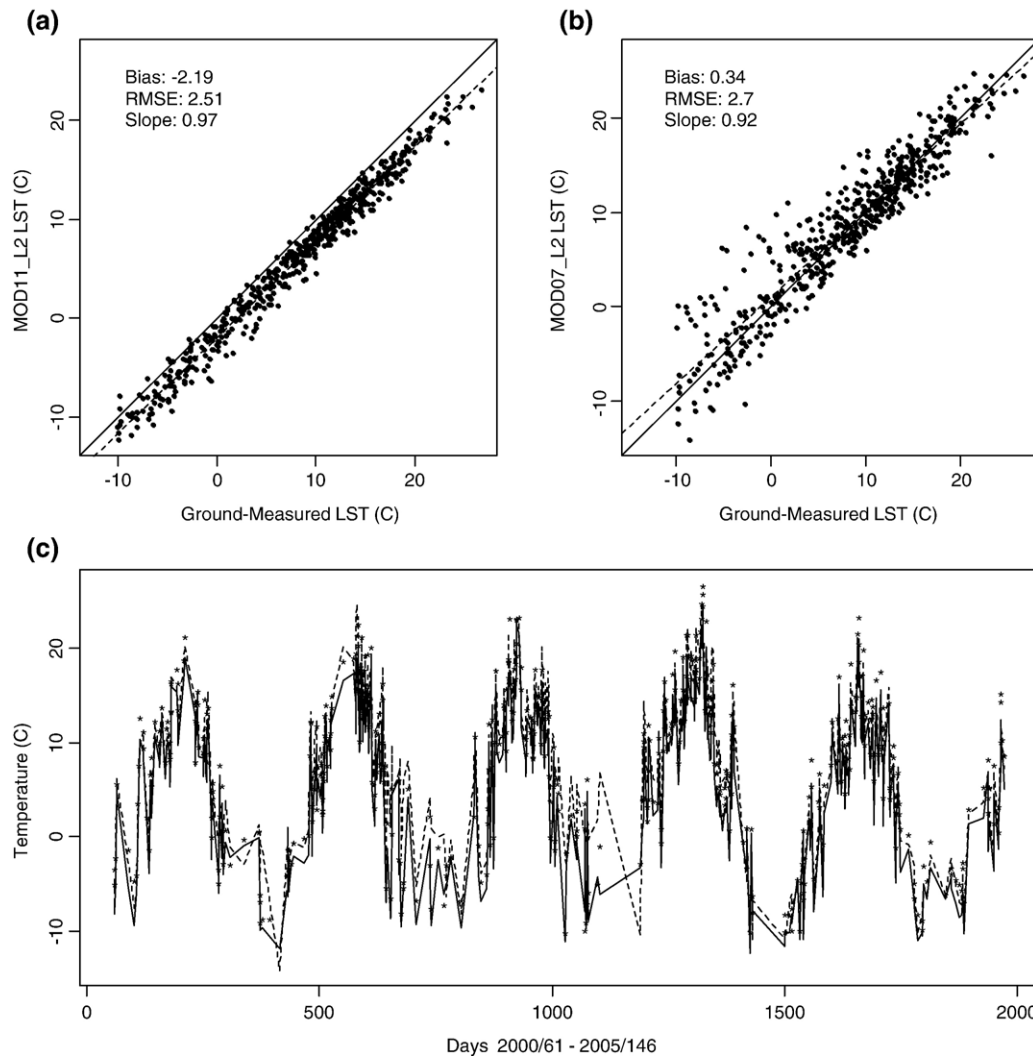 (a)
Bias: -2.19
RMSE: 2.51
Slope: 0.97
MOD11_L2 LST (C)
20
10
0
-10
-10 0 10 20
Ground-Measured LST (C)
(b)
Bias: 0.34
RMSE: 2.7
Slope: 0.92
MOD07_L2 LST (C)
20
10
0
-10
-10 0 10 20
Ground-Measured LST (C)
(c)
Temperature (C)
20
10
0
-10
0 500 1000 1500 2000
Days 2000/61 - 2005/146